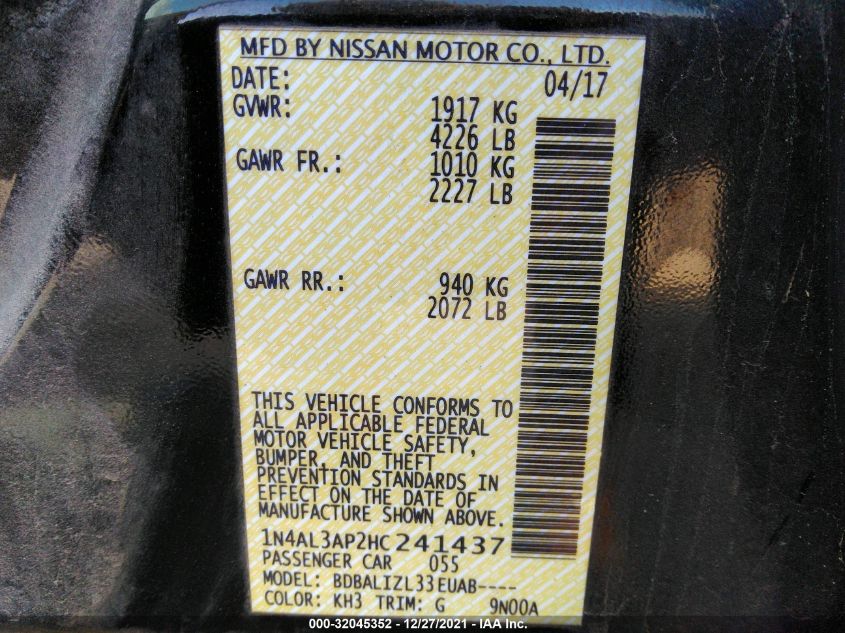 MFD BY NISSAN MOTOR CO., LTD.
DATE: 04/17
GVWR: 1917 KG
4226 LB
GAWR FR.: 1010 KG
2227 LB
GAWR RR.: 940 KG
2072 LB
THIS VEHICLE CONFORMS TO
ALL APPLICABLE FEDERAL
MOTOR VEHICLE SAFETY,
BUMPER, AND THEFT
PREVENTION STANDARDS IN
EFFECT ON THE DATE OF
MANUFACTURE SHOWN ABOVE.
1N4AL3AP2HC241437
PASSENGER CAR 055
MODEL: BDBALIZL33EUAB----
COLOR: KH3 TRIM: G 9N00A
000-32045352 - 12/27/2021 - IAA Inc.